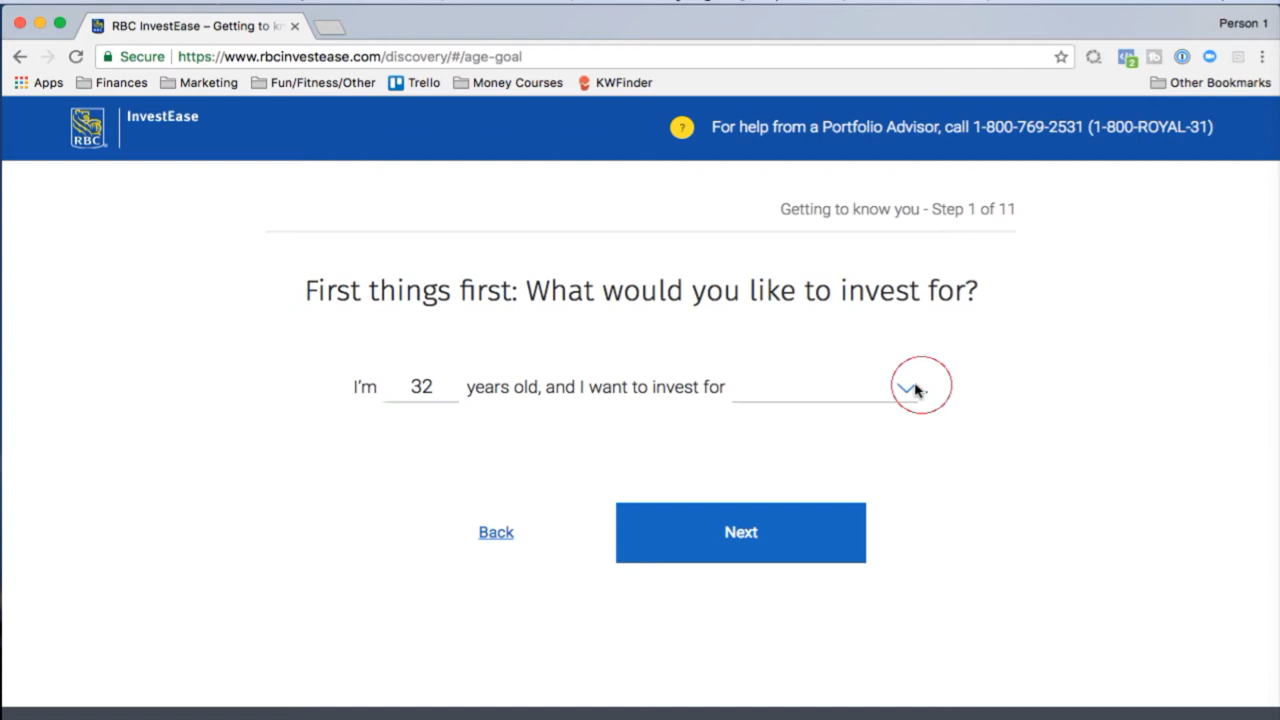 RBC InvestEase – Getting to kn
Person 1
Secure https://www.rbcinvestease.com/discovery/#/age-goal
Apps Finances Marketing Fun/Fitness/Other Trello Money Courses KWFinder Other Bookmarks
RBC InvestEase ? For help from a Portfolio Advisor, call 1-800-769-2531 (1-800-ROYAL-31)
Getting to know you - Step 1 of 11
First things first: What would you like to invest for?
I'm 32 years old, and I want to invest for .
Back Next